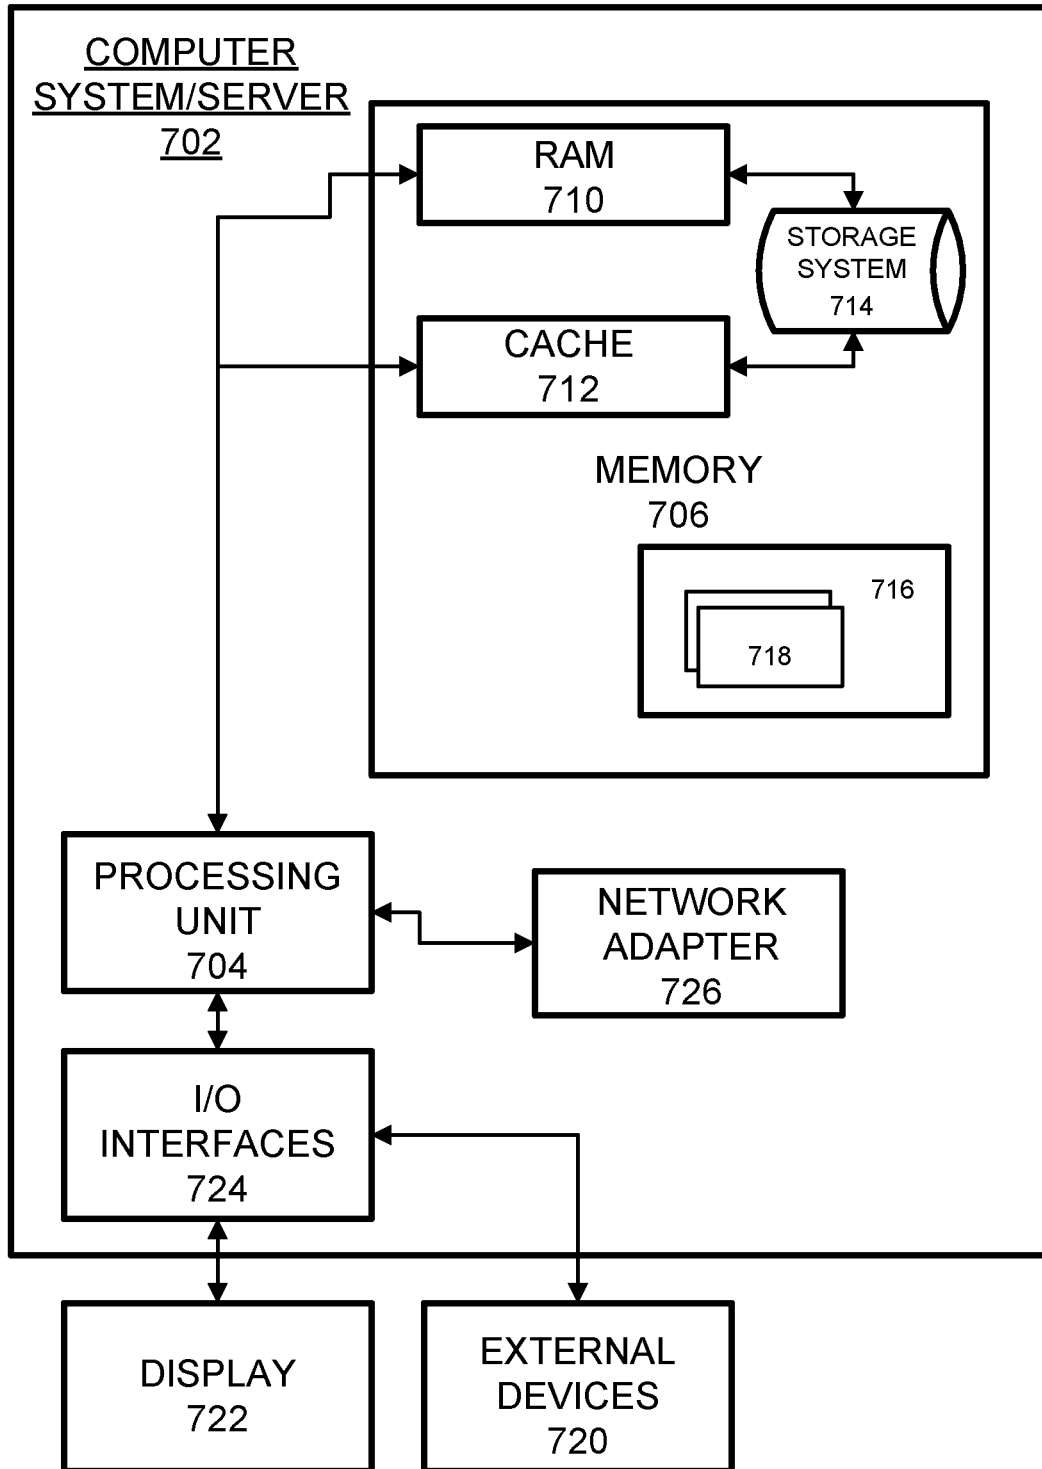 COMPUTER
SYSTEM/SERVER
702
RAM
710
STORAGE
SYSTEM
714
CACHE
712
MEMORY
706
716
718
PROCESSING
UNIT
704
NETWORK
ADAPTER
726
I/O
INTERFACES
724
DISPLAY
722
EXTERNAL
DEVICES
720